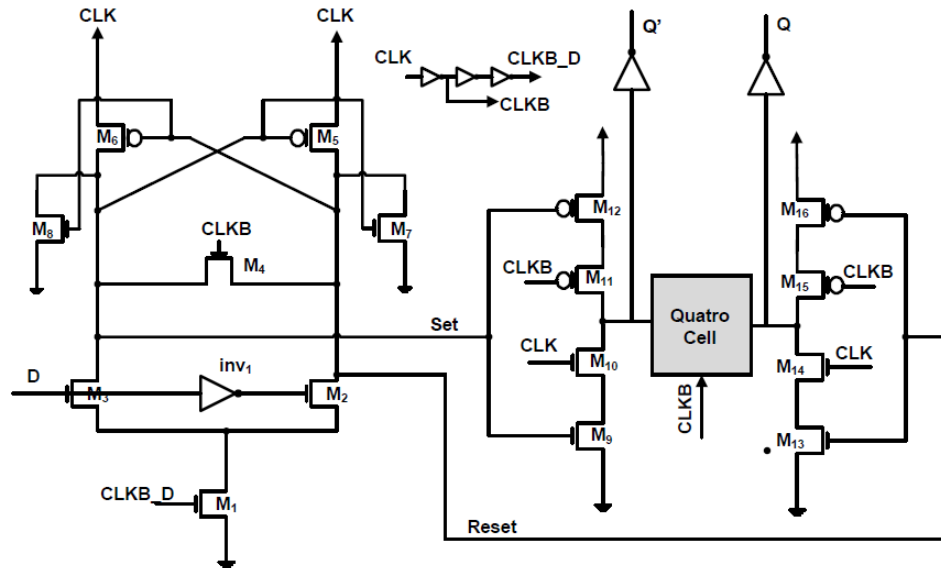 CLK
CLK
Q’
Q
CLK
CLKB_D
CLKB
M6
M5
M12
M16
M8
M7
CLKB
M4
CLKB
M11
M15
CLKB
Set
Quatro
Cell
CLK
M10
M14
CLK
D
M3
inv1
M2
CLKB
M9
M13
CLKB_D
M1
Reset